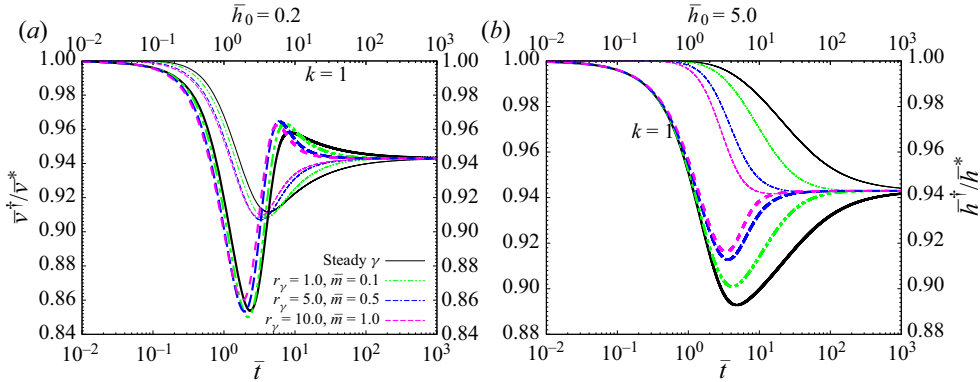 h̅₀ = 0.2
(a) 10⁻² 10⁻¹ 10⁰ 10¹ 10² 10³
1.00 1.00
k = 1
0.98 0.98
0.96 0.96
0.94 0.94
v̅†/v̅*
0.92 0.92
0.90 0.90
0.88 0.88
0.86 0.86
0.84 0.84
Steady γ
rᵧ = 1.0, m̅ = 0.1
rᵧ = 5.0, m̅ = 0.5
rᵧ = 10.0, m̅ = 1.0
10⁻² 10⁻¹ 10⁰ 10¹ 10² 10³
t̅
h̅₀ = 5.0
(b) 10⁻² 10⁻¹ 10⁰ 10¹ 10² 10³
1.00 1.00
0.98 0.98
k = 1
0.96 0.96
0.94 0.94
h̅†/h̅*
0.92 0.92
0.90 0.90
0.88 0.88
10⁻² 10⁻¹ 10⁰ 10¹ 10² 10³
t̅